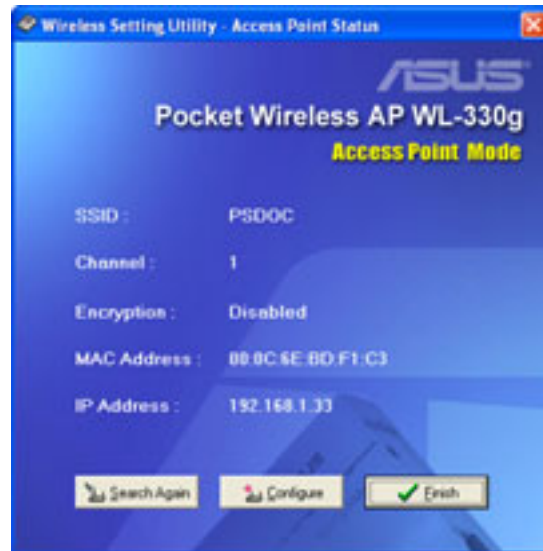 Wireless Setting Utility - Access Point Status
ASUS
Pocket Wireless AP WL-330g
Access Point Mode
SSID : PSDOC
Channel : 1
Encryption : Disabled
MAC Address : 00:0C:6E:BD:F1:C3
IP Address : 192.168.1.33
Search Again Configure Finish